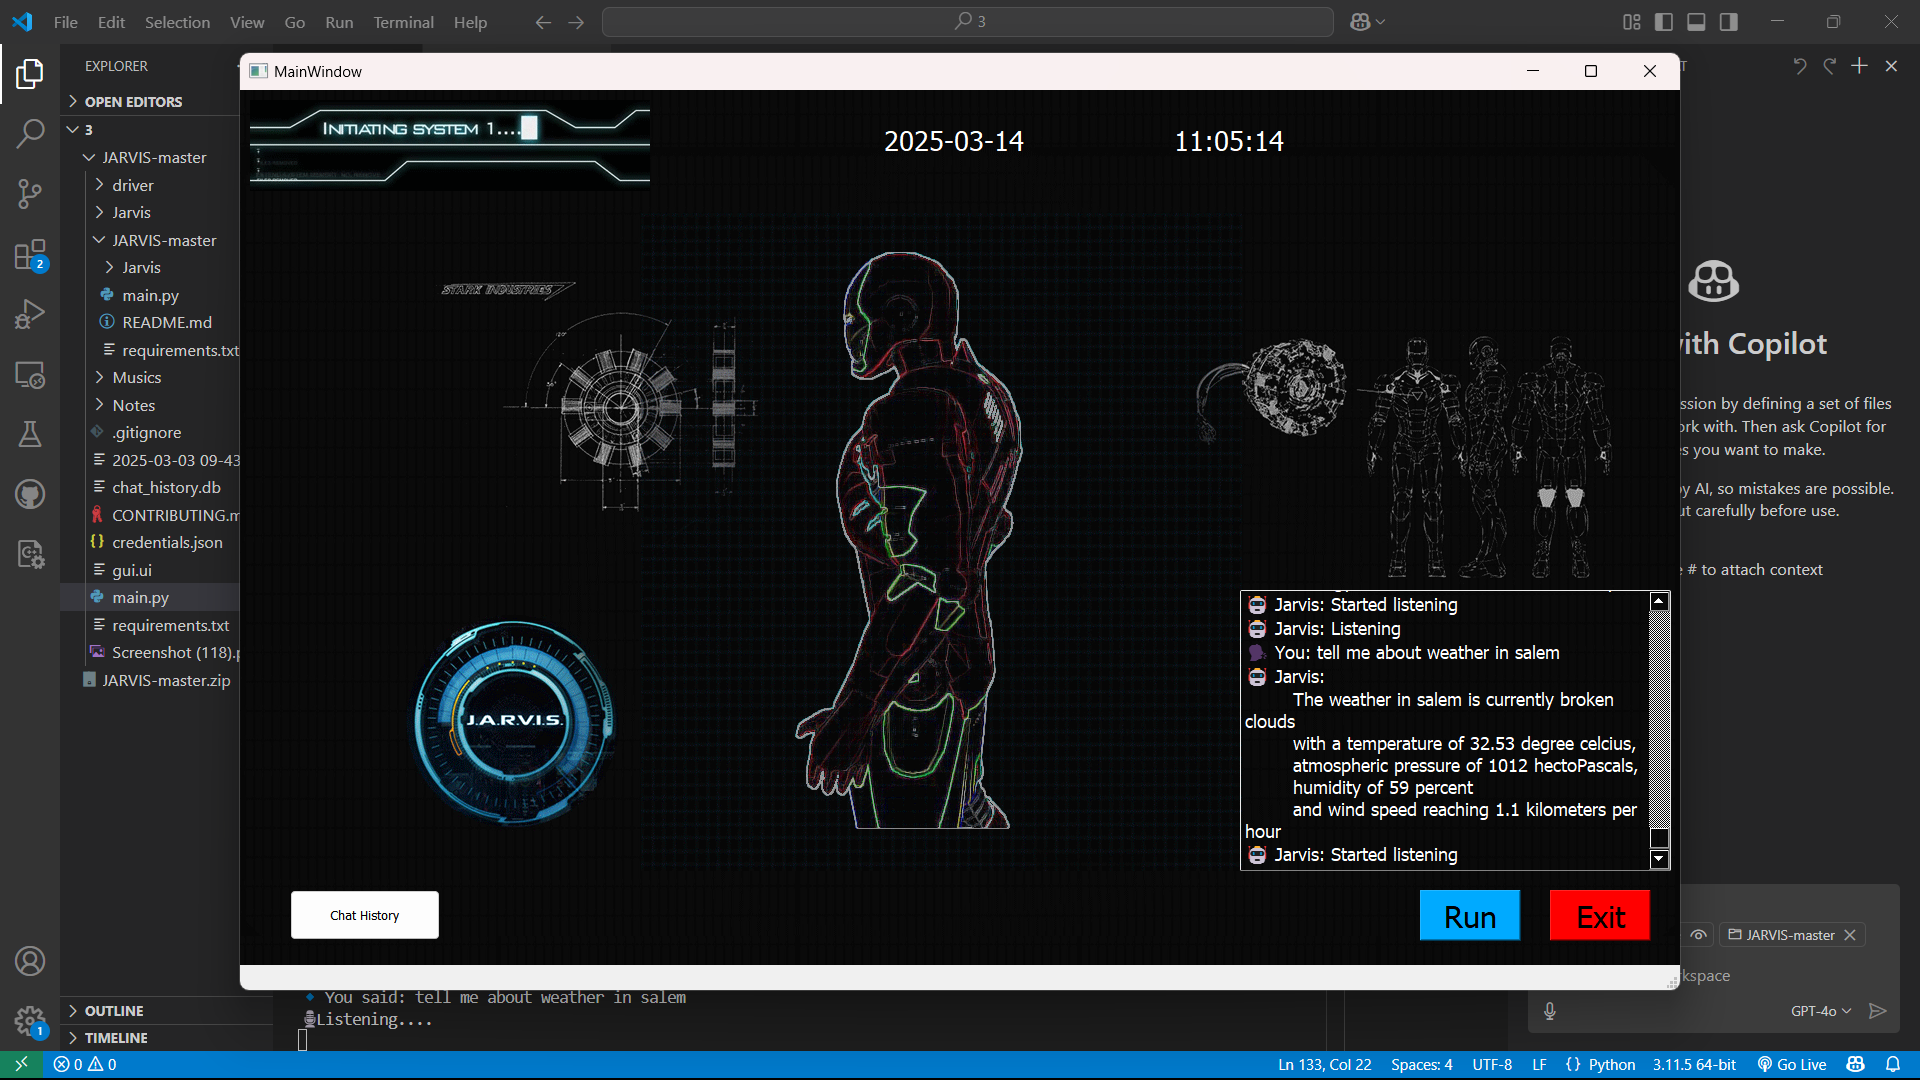 File Edit Selection View Go Run Terminal Help
3
EXPLORER
OPEN EDITORS
3
JARVIS-master
driver
Jarvis
JARVIS-master
Jarvis
main.py
README.md
requirements.txt
Musics
Notes
.gitignore
2025-03-03 09-43
chat_history.db
CONTRIBUTING.m
credentials.json
gui.ui
main.py
requirements.txt
Screenshot (118).p
JARVIS-master.zip
OUTLINE
TIMELINE
2
1
MainWindow
INITIATING SYSTEM 1....
2025-03-14
11:05:14
STARK INDUSTRIES
J.A.R.V.I.S.
Jarvis: Started listening
Jarvis: Listening
You: tell me about weather in salem
Jarvis:
The weather in salem is currently broken
clouds
with a temperature of 32.53 degree celcius,
atmospheric pressure of 1012 hectoPascals,
humidity of 59 percent
and wind speed reaching 1.1 kilometers per
hour
Jarvis: Started listening
Chat History
Run
Exit
You said: tell me about weather in salem
Listening....
T
ith Copilot
ssion by defining a set of files
rk with. Then ask Copilot for
s you want to make.
y AI, so mistakes are possible.
ut carefully before use.
# to attach context
JARVIS-master
kspace
GPT-4o
0 0
Ln 133, Col 22 Spaces: 4 UTF-8 LF {} Python 3.11.5 64-bit Go Live